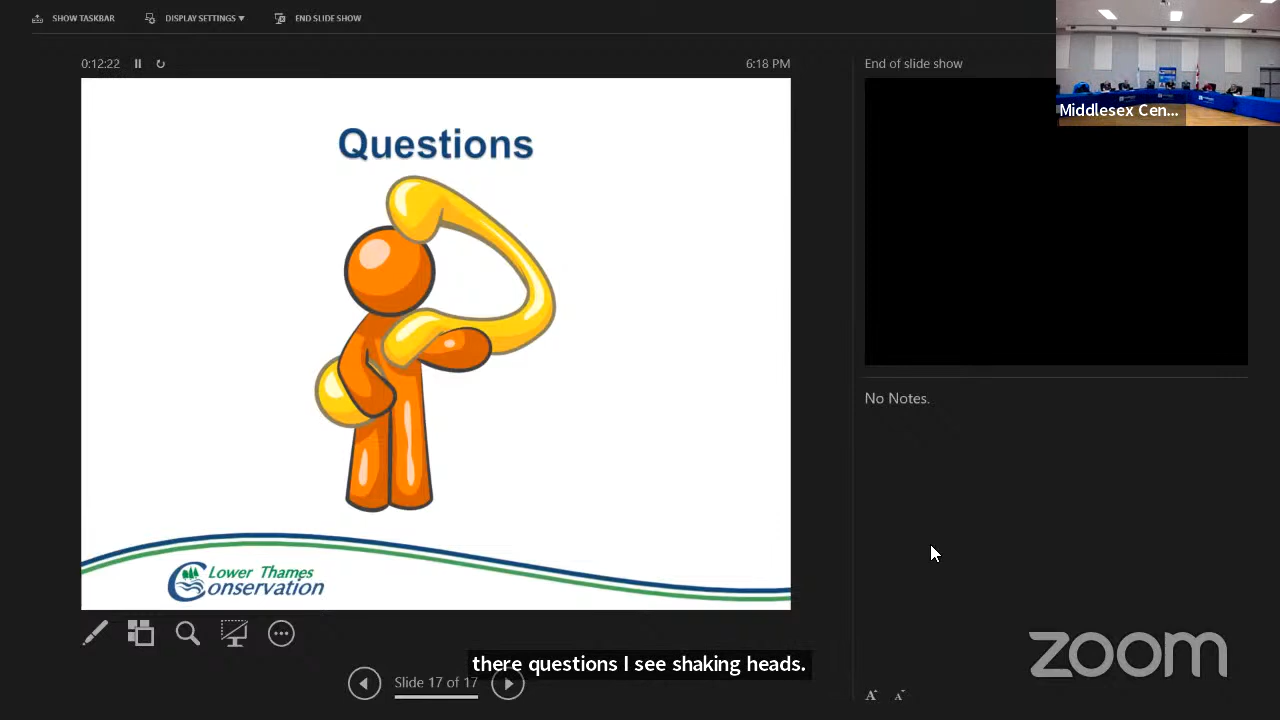 SHOW TASKBAR
DISPLAY SETTINGS
END SLIDE SHOW
0:12:22
6:18 PM
End of slide show
Middlesex Cen...
Questions
No Notes.
Lower Thames
Conservation
there questions I see shaking heads.
Slide 17 of 17
zoom
A A